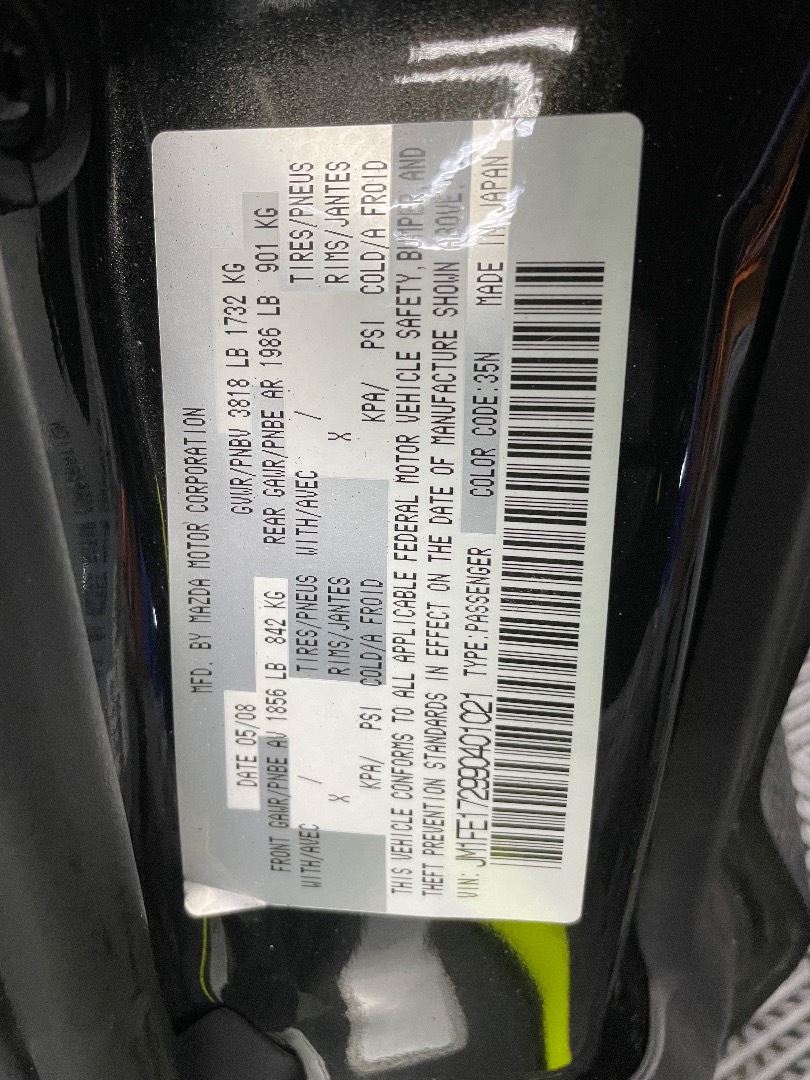 MFD. BY MAZDA MOTOR CORPORATION
DATE 05/08 GVWR/PNBV 3818 LB 1732 KG
FRONT GAWR/PNBE AV 1856 LB 842 KG REAR GAWR/PNBE AR 1986 LB 901 KG
WITH/AVEC / TIRES/PNEUS WITH/AVEC / TIRES/PNEUS
X RIMS/JANTES X RIMS/JANTES
KPA/ PSI COLD/A FROID KPA/ PSI COLD/A FROID
THIS VEHICLE CONFORMS TO ALL APPLICABLE FEDERAL MOTOR VEHICLE SAFETY, BUMPER, AND
THEFT PREVENTION STANDARDS IN EFFECT ON THE DATE OF MANUFACTURE SHOWN ABOVE.
VIN: JM1FE172990401021 TYPE:PASSENGER COLOR CODE:35N MADE IN JAPAN